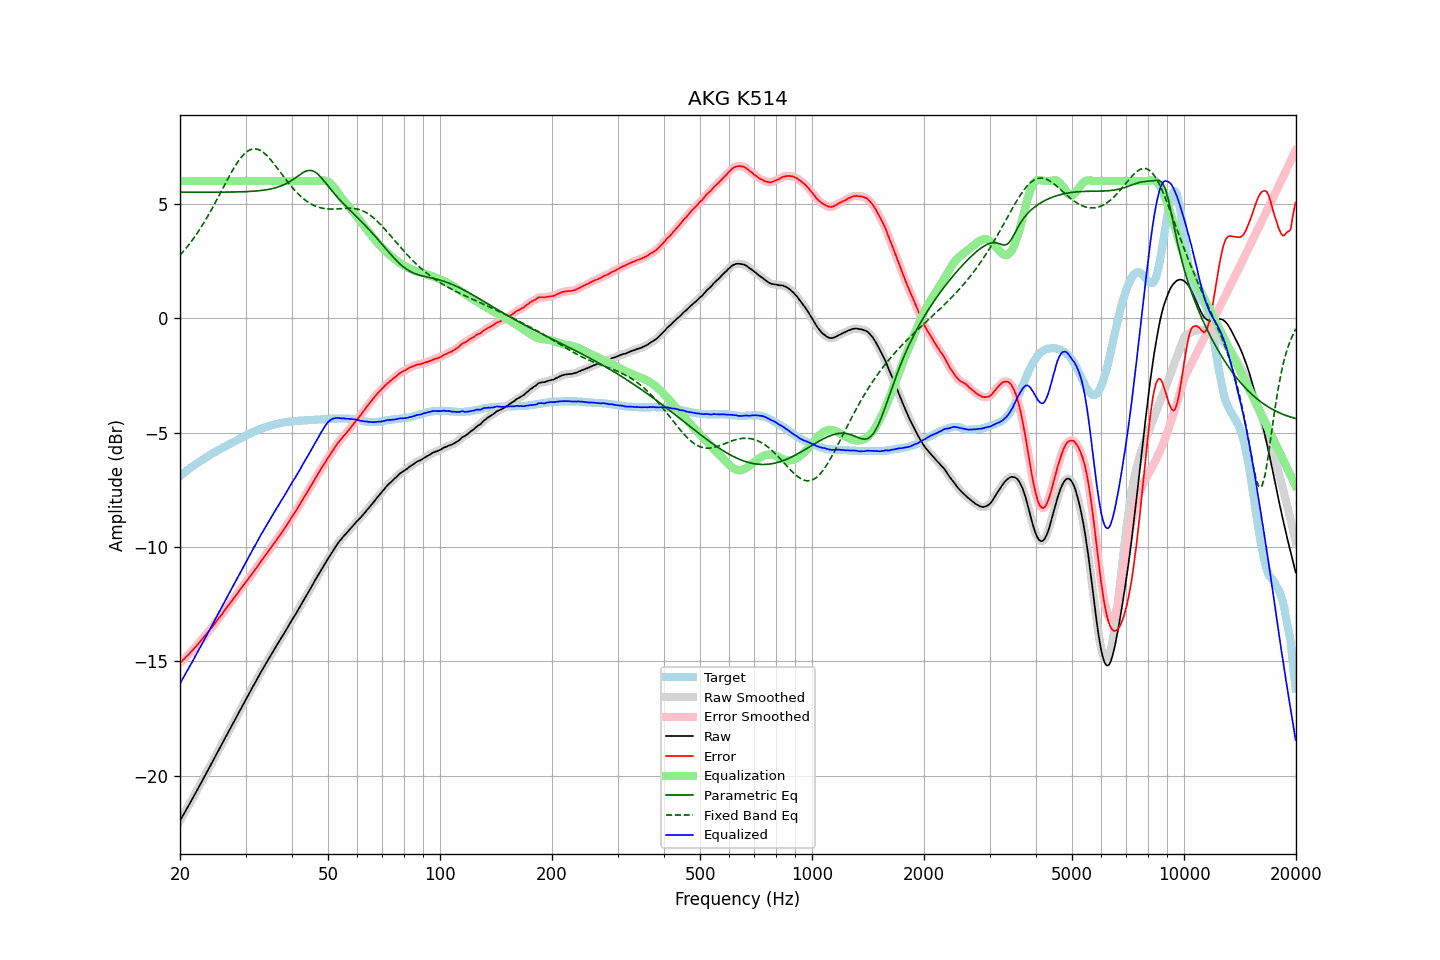 AKG K514
Amplitude (dBr)
5
0
−5
−10
−15
−20
Target
Raw Smoothed
Error Smoothed
Raw
Error
Equalization
Parametric Eq
Fixed Band Eq
Equalized
20 50 100 200 500 1000 2000 5000 10000 20000
Frequency (Hz)